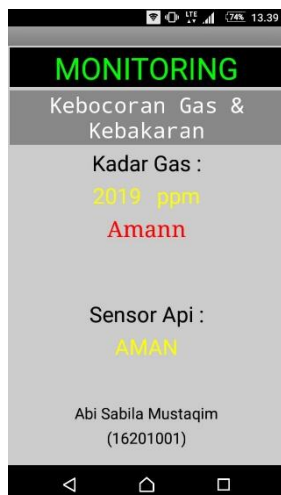 LTE 74% 13.39
MONITORING
Kebocoran Gas &
Kebakaran
Kadar Gas :
2019 ppm
Amann
Sensor Api :
AMAN
Abi Sabila Mustaqim
(16201001)